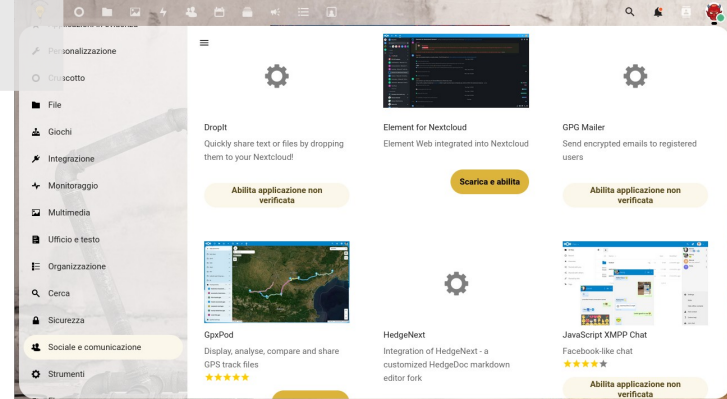 Applicazioni in evidenza
Personalizzazione
Cruscotto
File
Giochi
Integrazione
Monitoraggio
Multimedia
Ufficio e testo
Organizzazione
Cerca
Sicurezza
Sociale e comunicazione
Strumenti
DropIt
Quickly share text or files by dropping
them to your Nextcloud!
Abilita applicazione non
verificata
Element for Nextcloud
Element Web integrated into Nextcloud
Scarica e abilita
GPG Mailer
Send encrypted emails to registered
users
Abilita applicazione non
verificata
GpxPod
Display, analyse, compare and share
GPS track files
HedgeNext
Integration of HedgeNext - a
customized HedgeDoc markdown
editor fork
JavaScript XMPP Chat
Facebook-like chat
Abilita applicazione non
verificata